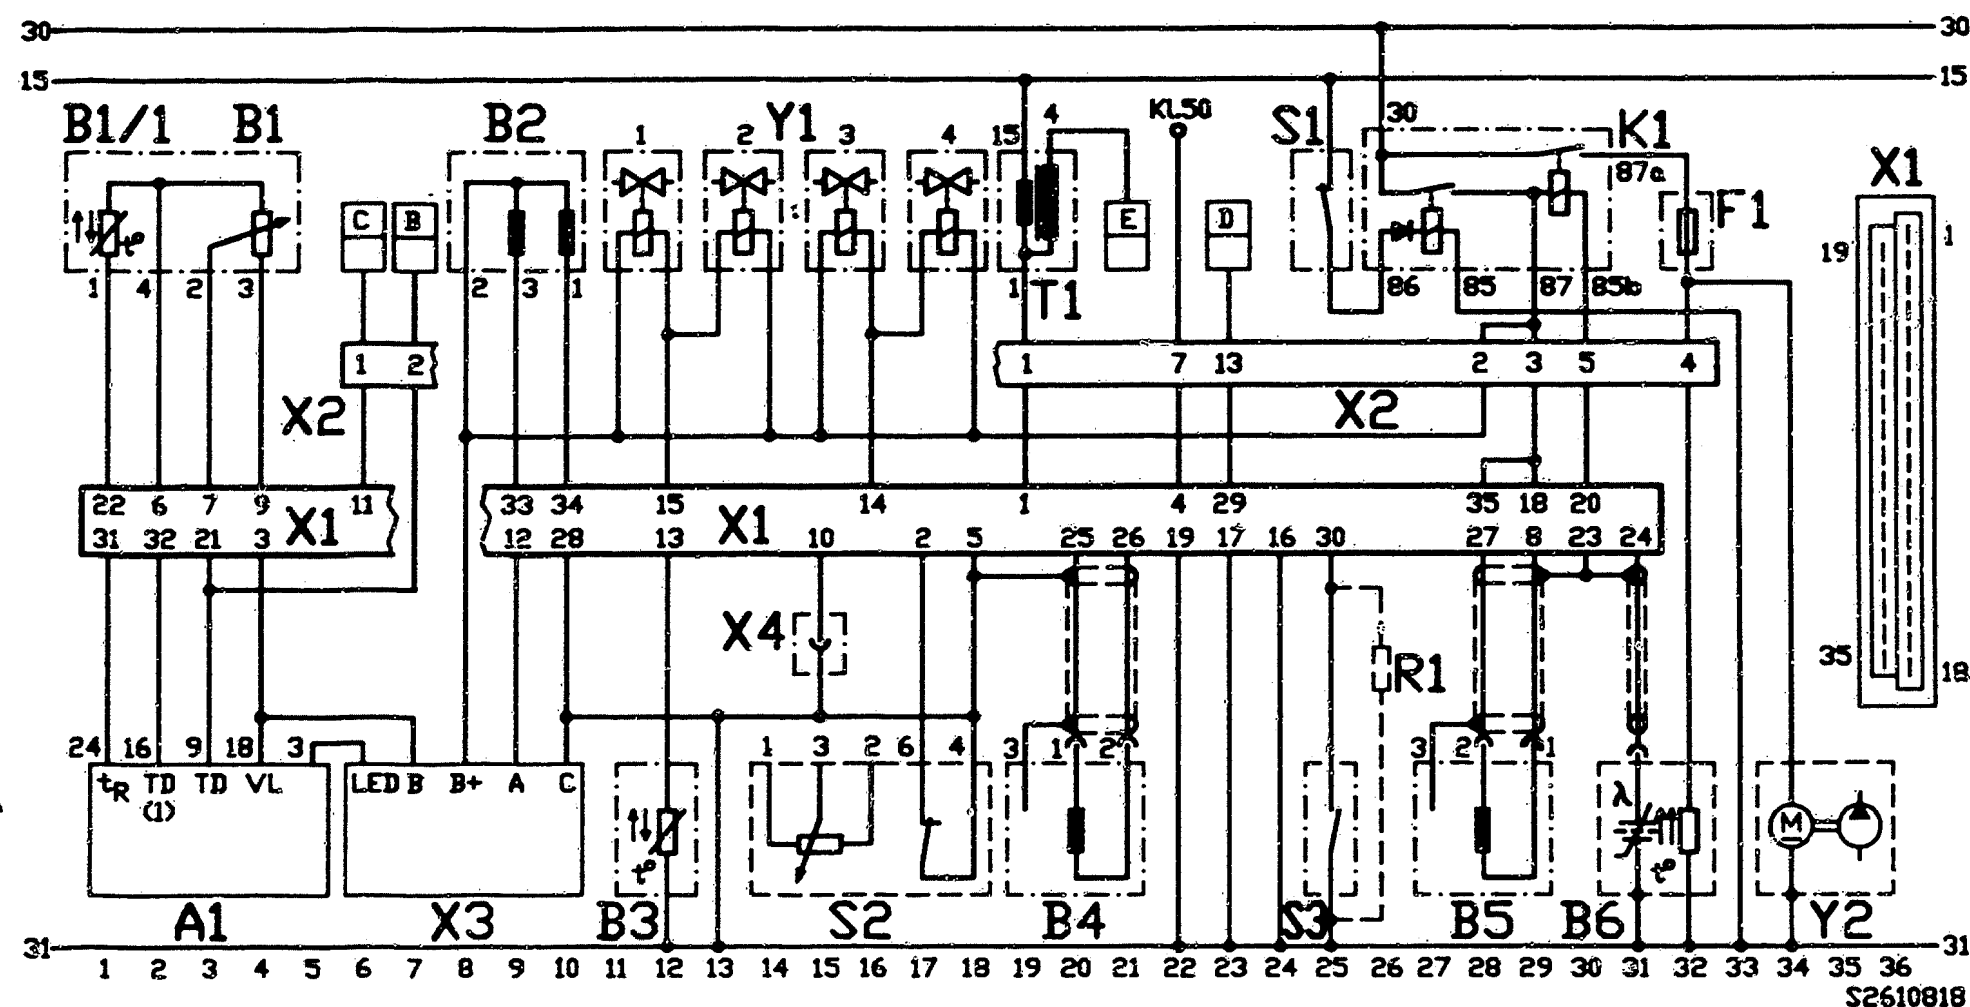 30 30
15 15
B1/1 B1 B2 1 2 Y1 3 4 15 4 KL50 S1 30 K1
87a X1
C B E D F1
t° 19 1
1 4 2 3 2 3 1 1 T1 86 85 87 85b
1 2 1 7 13 2 3 5 4
X2 X2
22 6 7 9 11 33 34 15 14 1 4 29 35 18 20
X1 X1
31 32 21 3 12 28 13 10 2 5 25 26 19 17 16 30 27 8 23 24
X4 R1 35 18
24 16 9 18 3 1 3 2 6 4 3 1 2 3 2 1
tR TD TD VL LED B B+ A C
(1) λ
t° M t°
A1 X3 B3 S2 B4 S3 B5 B6 Y2
31 31
1 2 3 4 5 6 7 8 9 10 11 12 13 14 15 16 17 18 19 20 21 22 23 24 25 26 27 28 29 30 31 32 33 34 35 36
S2610818